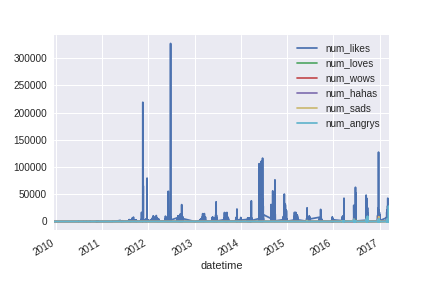 300000
250000
200000
150000
100000
50000
0
num_likes
num_loves
num_wows
num_hahas
num_sads
num_angrys
2010 2011 2012 2013 2014 2015 2016 2017
datetime